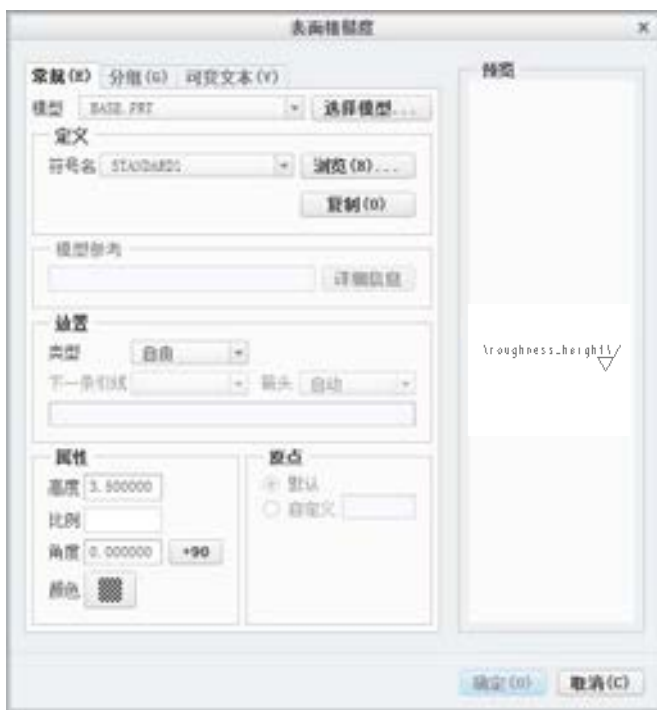 表面粗糙度
常规(E) 分组(G) 可变文本(V)
模型 BASE.PRT 选择模型...
定义
符号名 STANDARD1 浏览(B)...
复制(O)
模型参考
详细信息
放置
类型 自由
下一条引线 箭头 自动
属性
高度 3.500000
比例
角度 0.000000 +90
颜色
原点
默认
自定义
预览
\roughness_height\
确定(O) 取消(C)